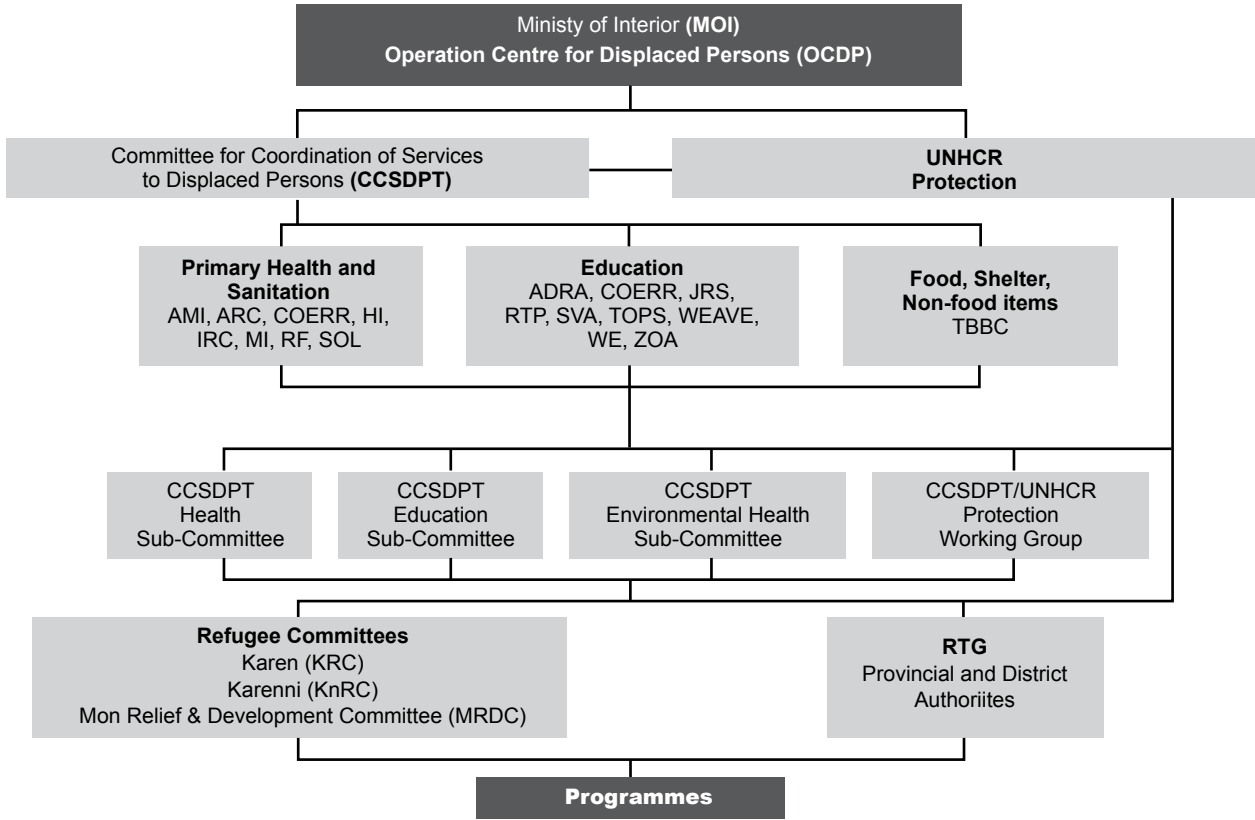 Ministy of Interior (MOI)
Operation Centre for Displaced Persons (OCDP)
Committee for Coordination of Services
to Displaced Persons (CCSDPT)
UNHCR
Protection
Primary Health and
Sanitation
AMI, ARC, COERR, HI,
IRC, MI, RF, SOL
Education
ADRA, COERR, JRS,
RTP, SVA, TOPS, WEAVE,
WE, ZOA
Food, Shelter,
Non-food items
TBBC
CCSDPT
Health
Sub-Committee
CCSDPT
Education
Sub-Committee
CCSDPT
Environmental Health
Sub-Committee
CCSDPT/UNHCR
Protection
Working Group
Refugee Committees
Karen (KRC)
Karenni (KnRC)
Mon Relief & Development Committee (MRDC)
RTG
Provincial and District
Authoriites
Programmes